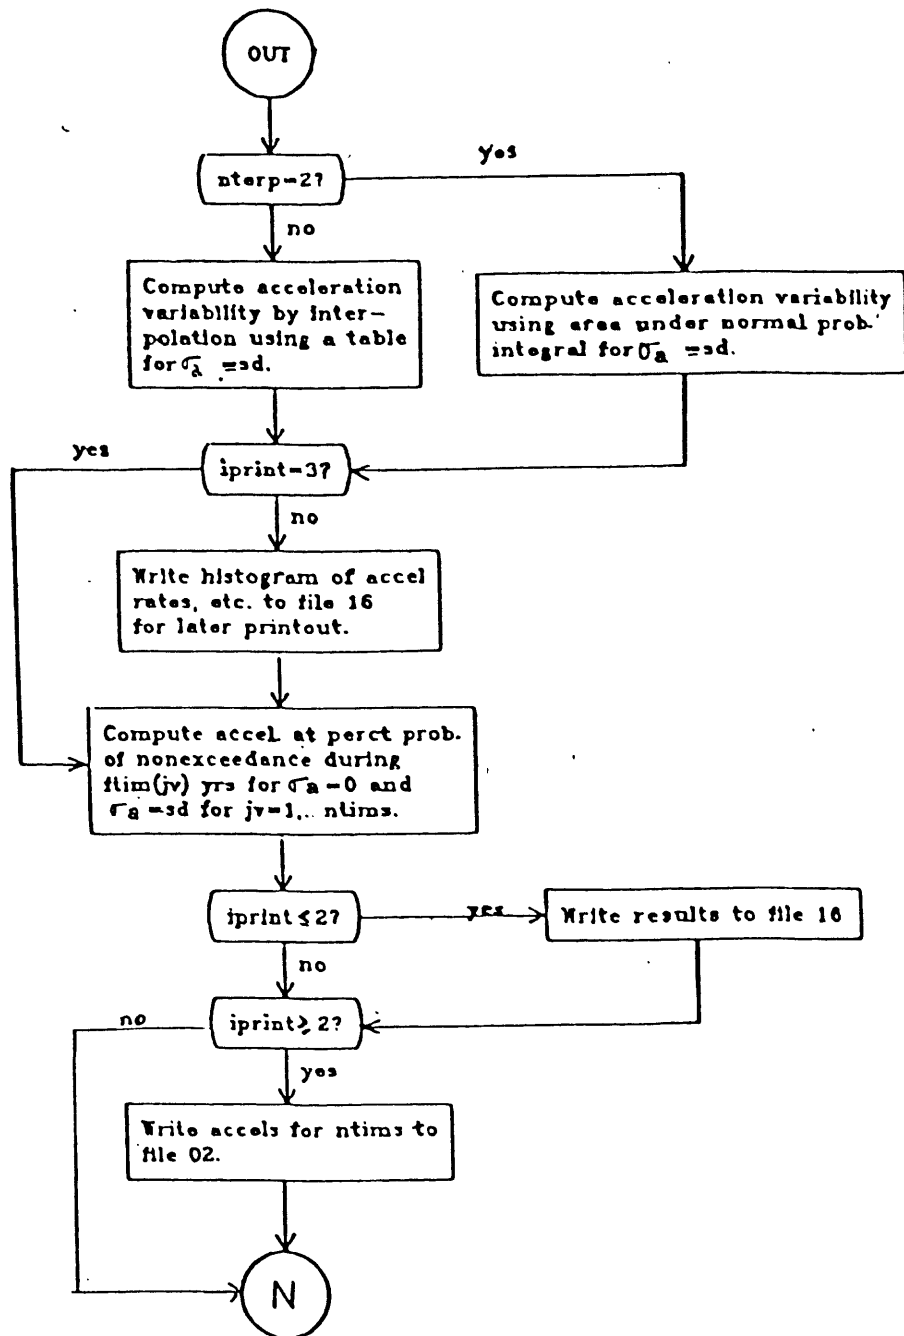 OUT
nterp=2?
yes
no
Compute acceleration
variability by inter-
polation using a table
for σa =sd.
Compute acceleration variability
using area under normal prob.
integral for σa =sd.
yes
iprint=3?
no
Write histogram of accel
rates, etc. to file 16
for later printout.
Compute accel. at perct prob.
of nonexceedance during
ftim(jv) yrs for σa=0 and
σa=sd for jv=1,.. ntims.
iprint≤2?
yes
Write results to file 16
no
no
iprint≥2?
yes
Write accels for ntims to
file 02.
N